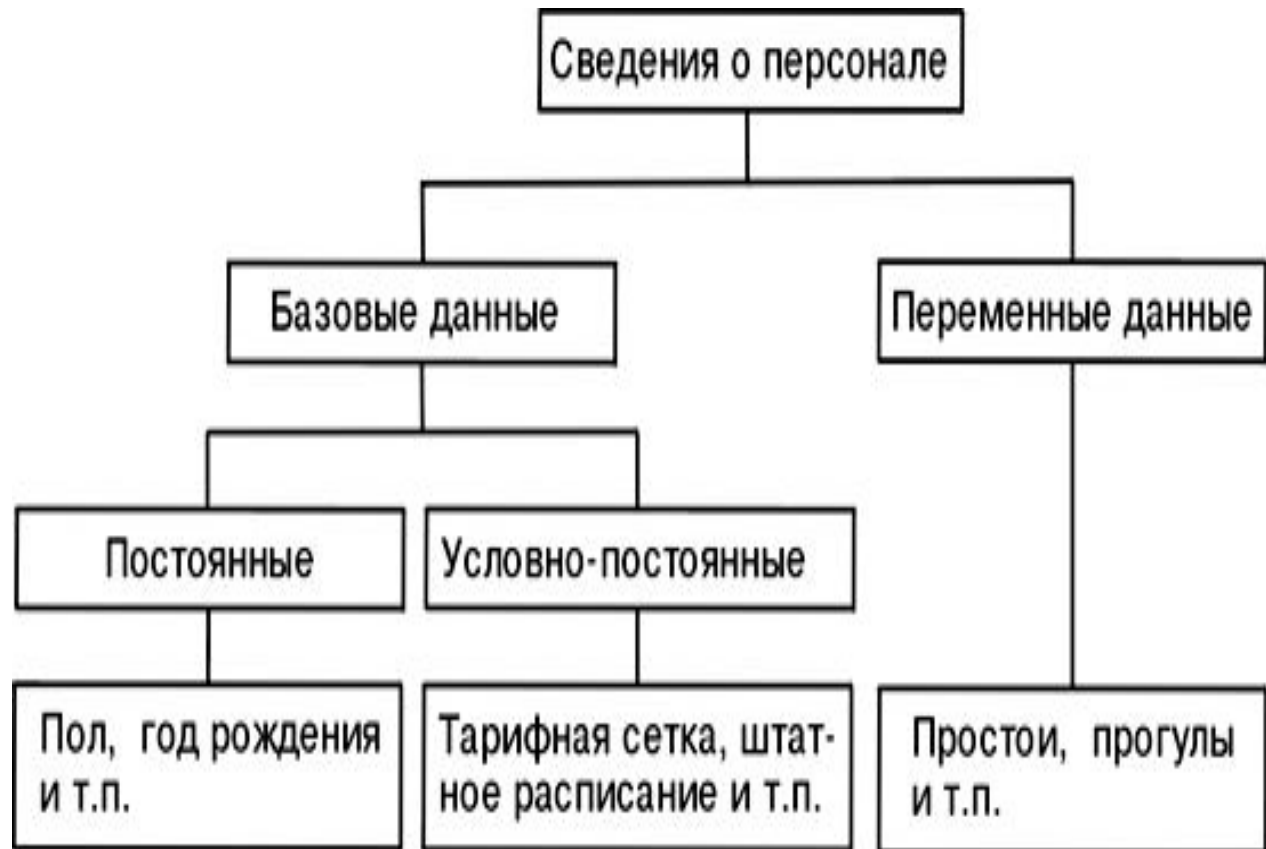 Сведения о персонале
Базовые данные
Переменные данные
Постоянные
Условно-постоянные
Пол, год рождения
и т.п.
Тарифная сетка, штат-
ное расписание и т.п.
Простои, прогулы
и т.п.